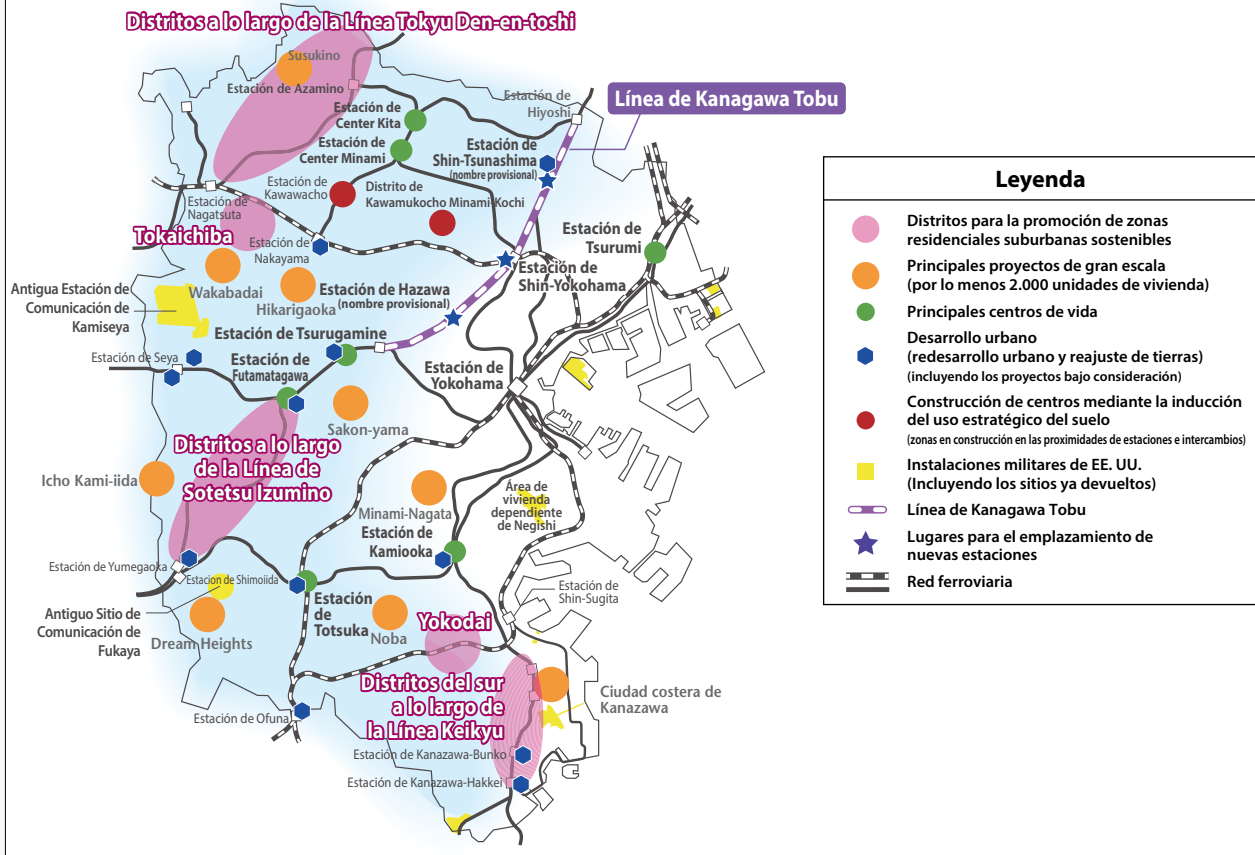 Distritos a lo largo de la Línea Tokyu Den-en-toshi
Susukino
Estación de Azamino
Estación de
Hiyoshi
Línea de Kanagawa Tobu
Estación de
Center Kita
Estación de
Center Minami
Estación de
Shin-Tsunashima
(nombre provisional)
Estación de
Kawawacho
Distrito de
Kawamukocho Minami-Kochi
Estación de
Nagatsuta
Tokaichiba
Estación de
Nakayama
Estación de
Tsurumi
Estación de
Shin-Yokohama
Wakabadai
Hikarigaoka
Estación de Hazawa
(nombre provisional)
Antigua Estación de
Comunicación de
Kamiseya
Estación de Tsurugamine
Estación de Seya
Estación de
Futamatagawa
Estación de
Yokohama
Sakon-yama
Distritos a lo largo
de la Línea de
Sotetsu Izumino
Icho Kami-iida
Minami-Nagata
Área de
vivienda
dependiente
de Negishi
Estación de
Kamiooka
Estación de Yumegaoka
Estacion de Shimoiida
Estación de
Shin-Sugita
Antiguo Sitio de
Comunicación de
Fukaya
Dream Heights
Estación
de
Totsuka
Noba
Yokodai
Distritos del sur
a lo largo de
la Línea Keikyu
Ciudad costera de
Kanazawa
Estación de Ofuna
Estación de Kanazawa-Bunko
Estación de Kanazawa-Hakkei
Leyenda
Distritos para la promoción de zonas
residenciales suburbanas sostenibles
Principales proyectos de gran escala
(por lo menos 2.000 unidades de vivienda)
Principales centros de vida
Desarrollo urbano
(redesarrollo urbano y reajuste de tierras)
(incluyendo los proyectos bajo consideración)
Construcción de centros mediante la inducción
del uso estratégico del suelo
(zonas en construcción en las proximidades de estaciones e intercambios)
Instalaciones militares de EE. UU.
(Incluyendo los sitios ya devueltos)
Línea de Kanagawa Tobu
Lugares para el emplazamiento de
nuevas estaciones
Red ferroviaria